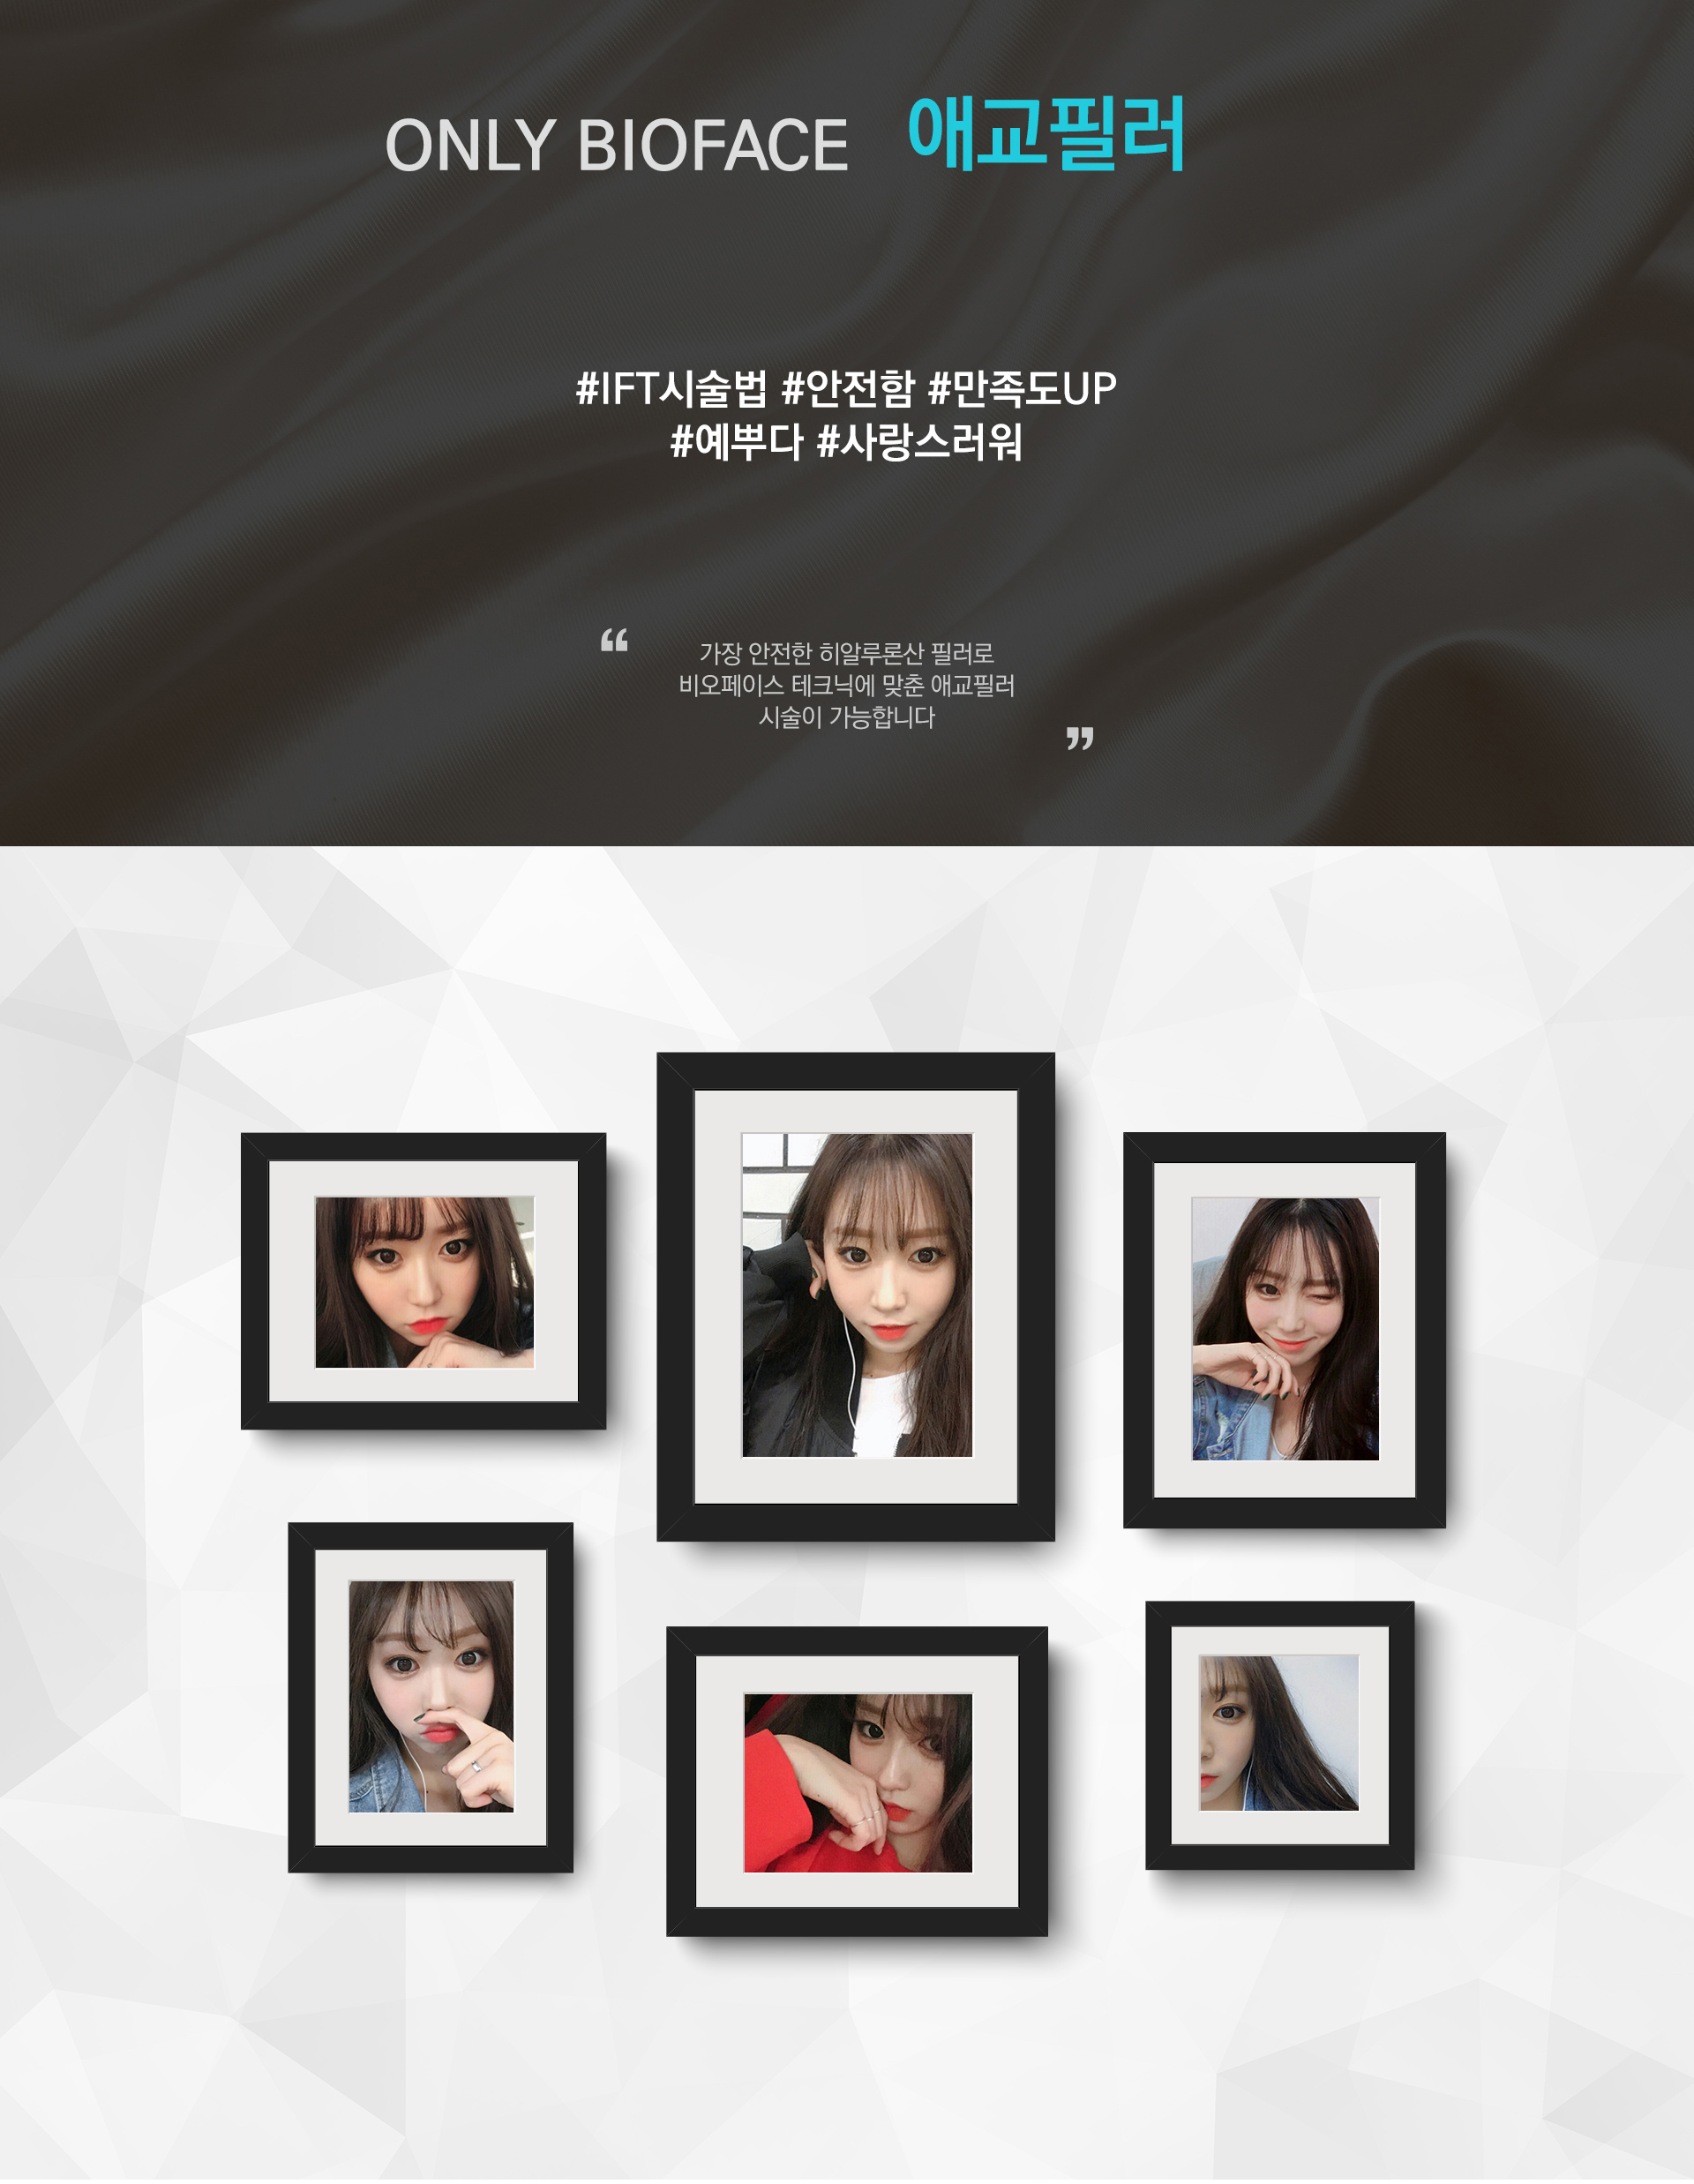 ONLY BIOFACE 애교필러
#IFT시술법 #안전함 #만족도UP
#예뿌다 #사랑스러워
“ 가장 안전한 히알루론산 필러로
비오페이스 테크닉에 맞춘 애교필러
시술이 가능합니다 ”